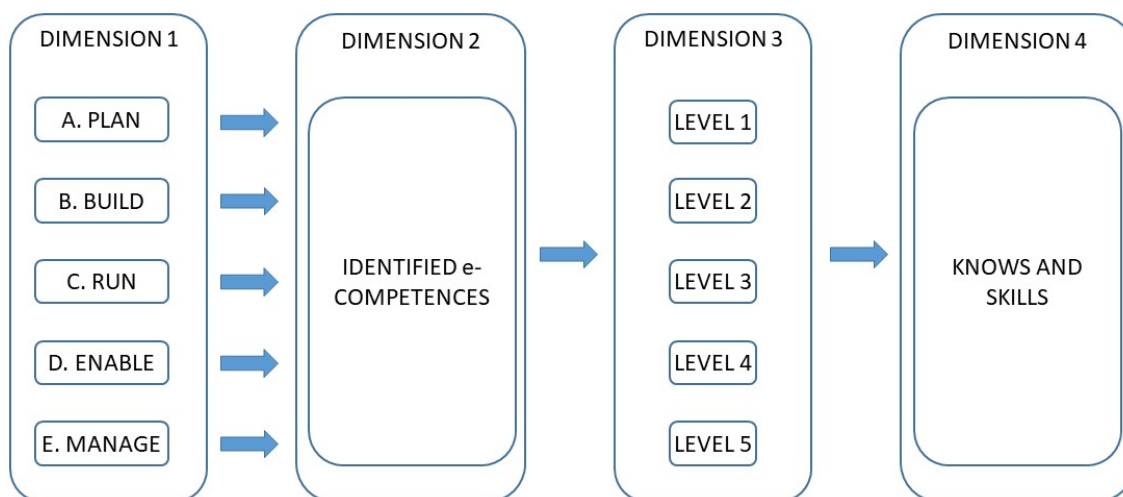 DIMENSION 1
A. PLAN
B. BUILD
C. RUN
D. ENABLE
E. MANAGE
DIMENSION 2
IDENTIFIED e-
COMPETENCES
DIMENSION 3
LEVEL 1
LEVEL 2
LEVEL 3
LEVEL 4
LEVEL 5
DIMENSION 4
KNOWS AND
SKILLS